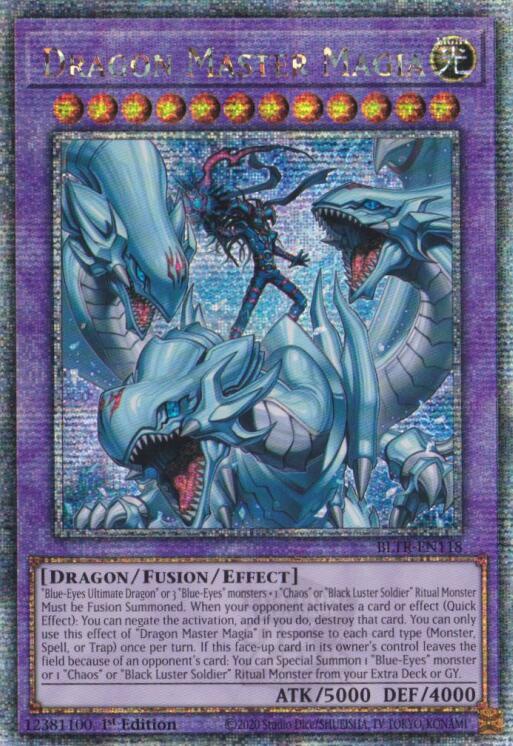 DRAGON MASTER MAGIA
LIGHT
光
BLTR-EN118
[DRAGON/FUSION/EFFECT]
"Blue-Eyes Ultimate Dragon" or 3 "Blue-Eyes" monsters + 1 "Chaos" or "Black Luster Soldier" Ritual Monster
Must be Fusion Summoned. When your opponent activates a card or effect (Quick
Effect): You can negate the activation, and if you do, destroy that card. You can only
use this effect of "Dragon Master Magia" in response to each card type (Monster,
Spell, or Trap) once per turn. If this face-up card in its owner's control leaves the
field because of an opponent's card: You can Special Summon 1 "Blue-Eyes" monster
or 1 "Chaos" or "Black Luster Soldier" Ritual Monster from your Extra Deck or GY.
ATK/5000 DEF/4000
12381100 1st Edition
©2020 Studio Dice/SHUEISHA, TV TOKYO, KONAMI